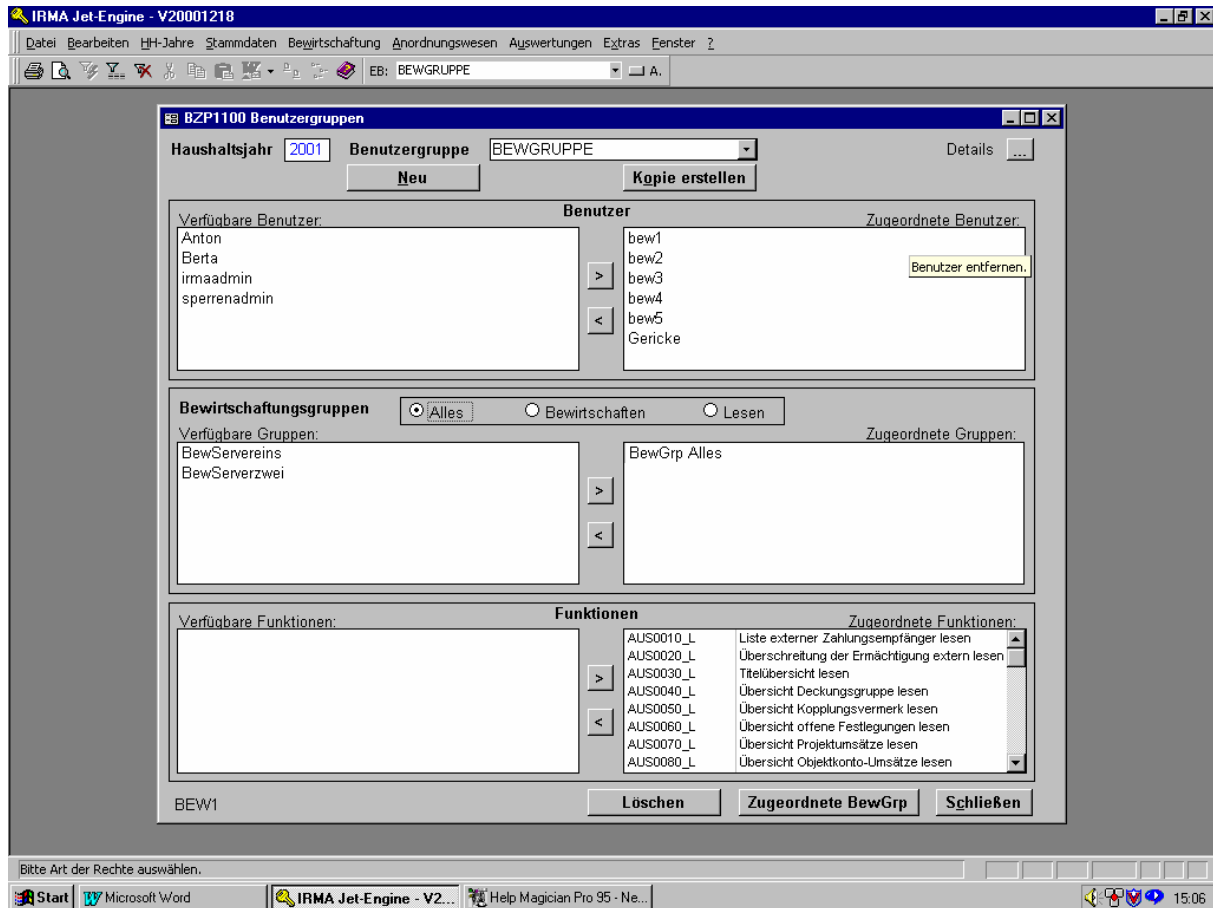 IRMA Jet-Engine - V20001218
Datei Bearbeiten HH-Jahre Stammdaten Bewirtschaftung Anordnungswesen Auswertungen Extras Fenster ?
EB: BEWGRUPPE A.
BZP1100 Benutzergruppen
Haushaltsjahr 2001 Benutzergruppe BEWGRUPPE Details ...
Neu Kopie erstellen
Benutzer
Verfügbare Benutzer: Zugeordnete Benutzer:
Anton bew1
Berta bew2
irmaadmin > bew3
sperrenadmin bew4
< bew5
Gericke
Benutzer entfernen.
Bewirtschaftungsgruppen Alles Bewirtschaften Lesen
Verfügbare Gruppen: Zugeordnete Gruppen:
BewServereins BewGrp Alles
BewServerzwei
>
<
Funktionen
Verfügbare Funktionen: Zugeordnete Funktionen:
AUS0010_L Liste externer Zahlungsempfänger lesen
AUS0020_L Überschreitung der Ermächtigung extern lesen
> AUS0030_L Titelübersicht lesen
AUS0040_L Übersicht Deckungsgruppe lesen
AUS0050_L Übersicht Kopplungsvermerk lesen
< AUS0060_L Übersicht offene Festlegungen lesen
AUS0070_L Übersicht Projektumsätze lesen
AUS0080_L Übersicht Objektkonto-Umsätze lesen
BEW1 Löschen Zugeordnete BewGrp Schließen
Bitte Art der Rechte auswählen.
Start Microsoft Word IRMA Jet-Engine - V2... Help Magician Pro 95 - Ne... 15:06